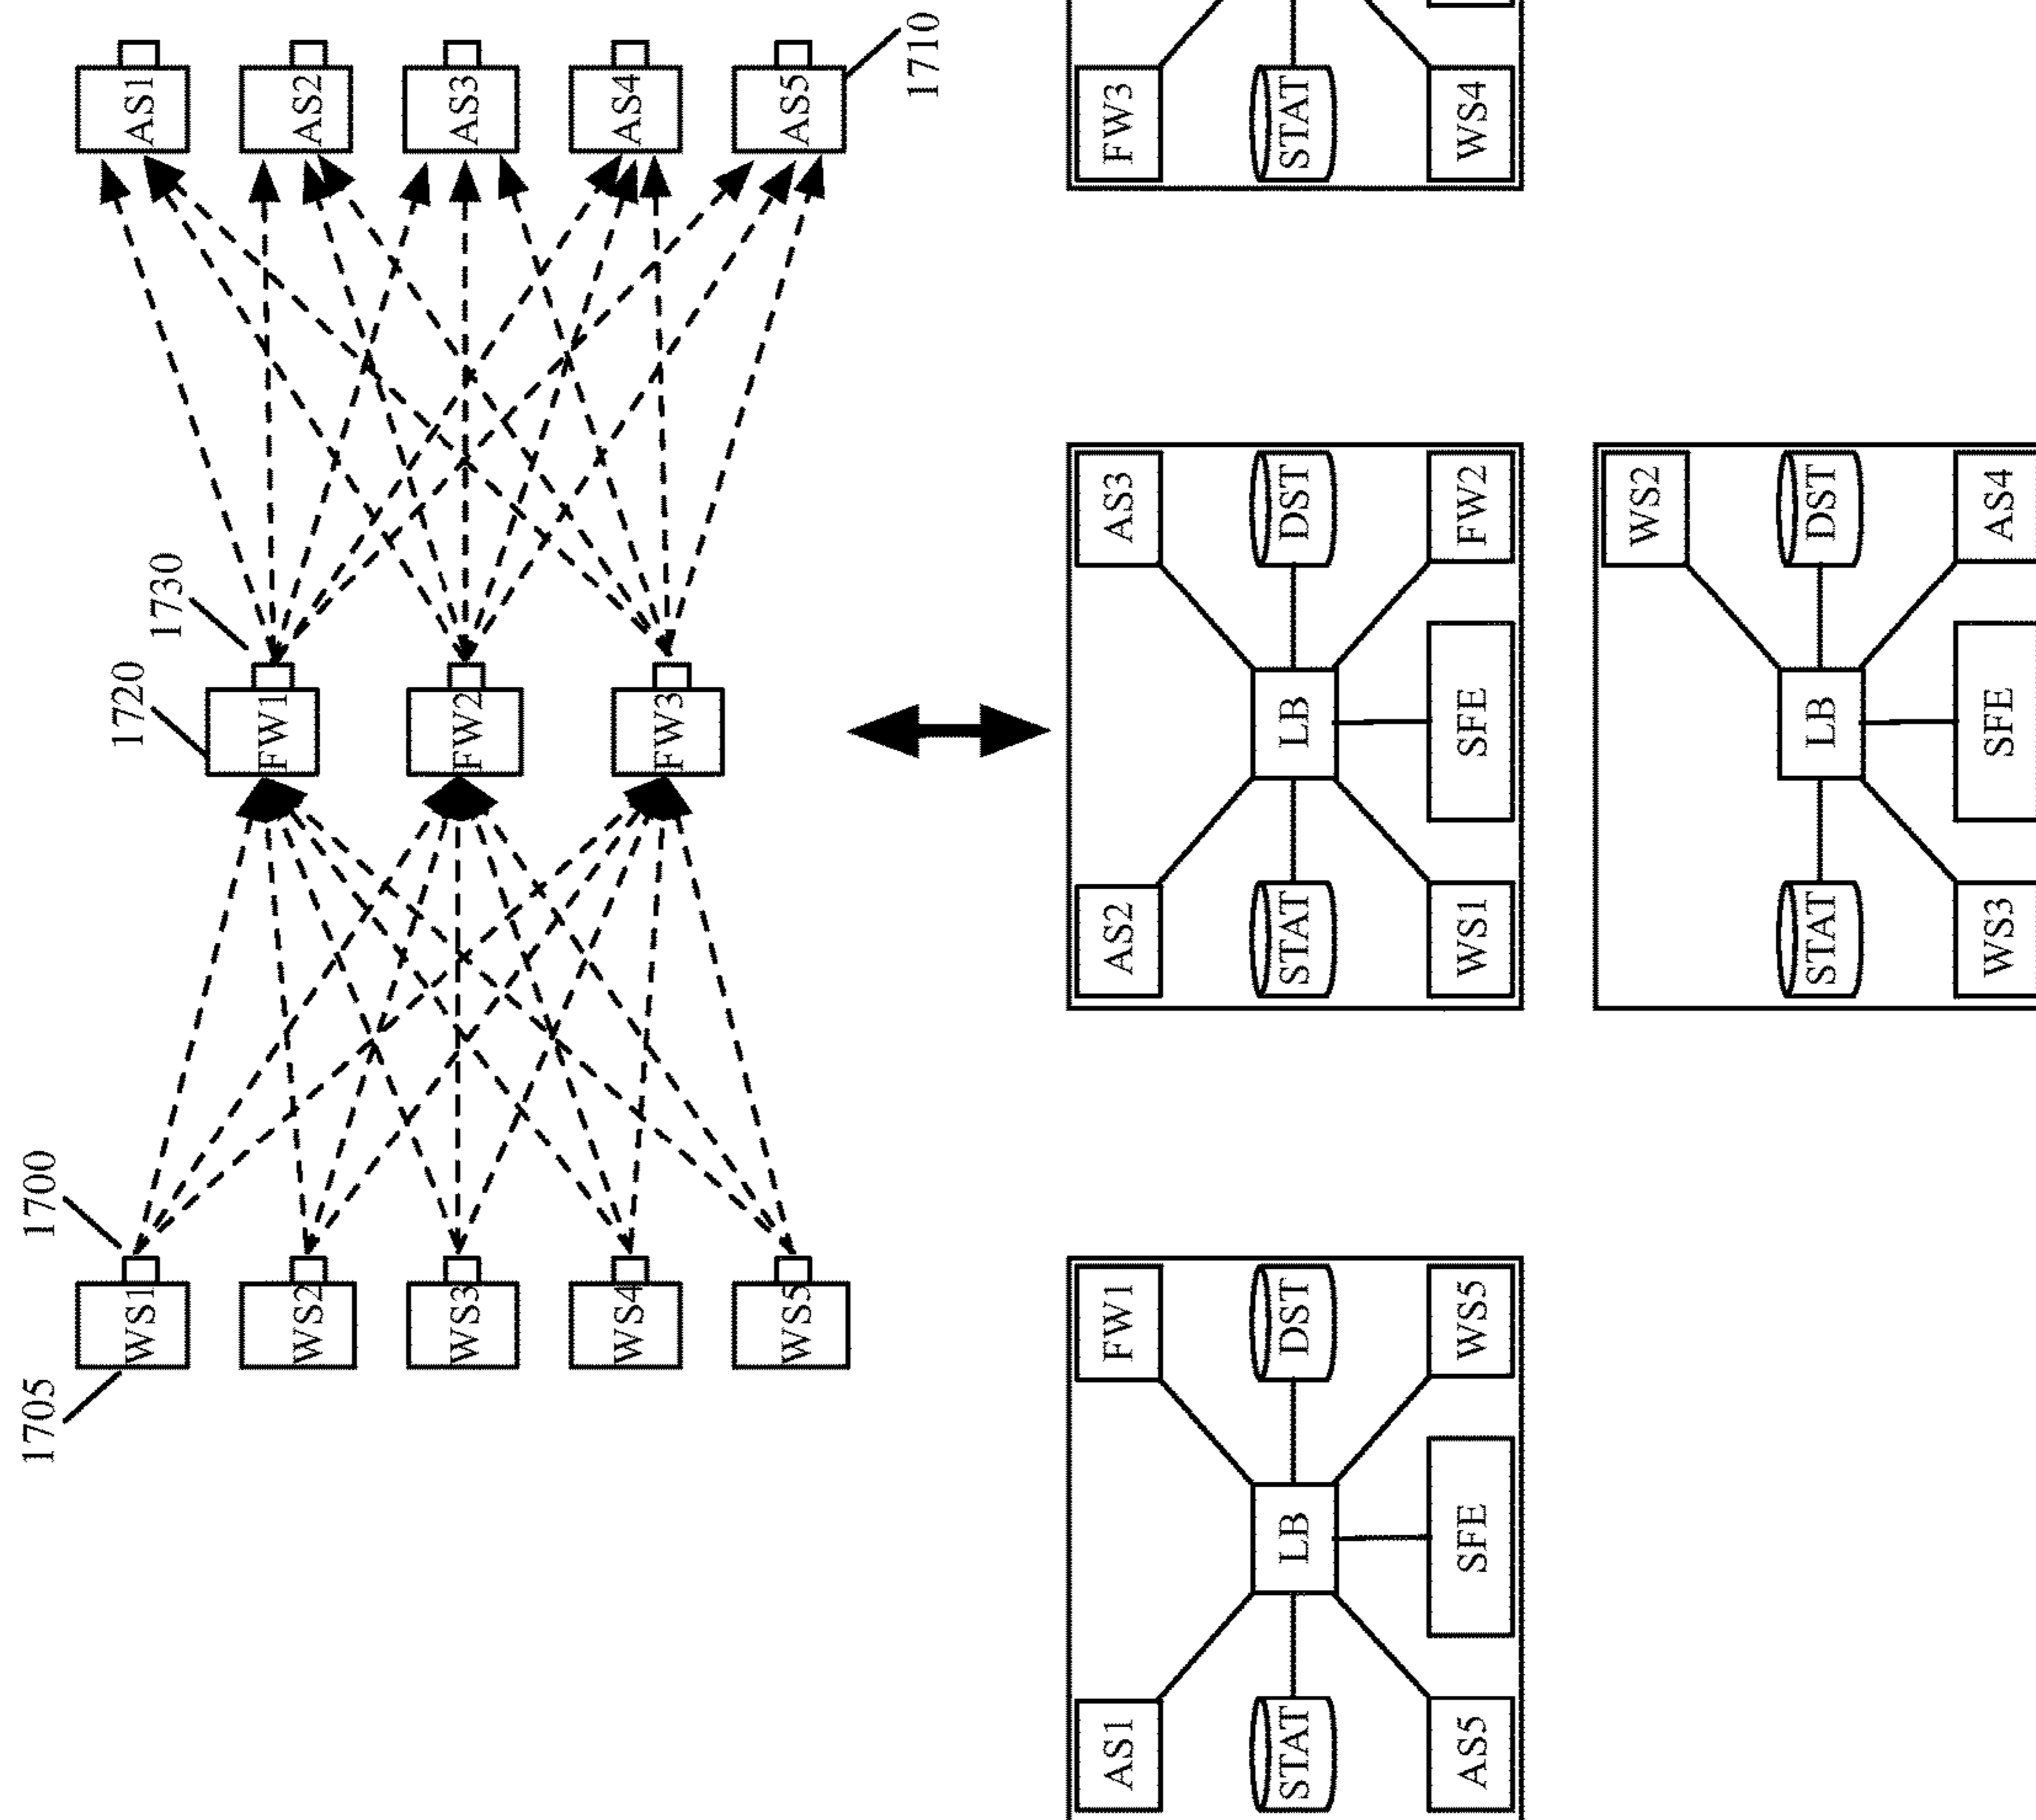 1705
1700
1720
1730
1710
WS1
WS2
WS3
WS4
WS5
FW1
FW2
FW3
AS1
AS2
AS3
AS4
AS5
AS1
FW1
STAT
LB
DST
AS5
SFE
WS5
AS2
AS3
STAT
LB
DST
WS1
SFE
FW2
FW3
STAT
WS4
WS2
STAT
LB
DST
WS3
SFE
AS4